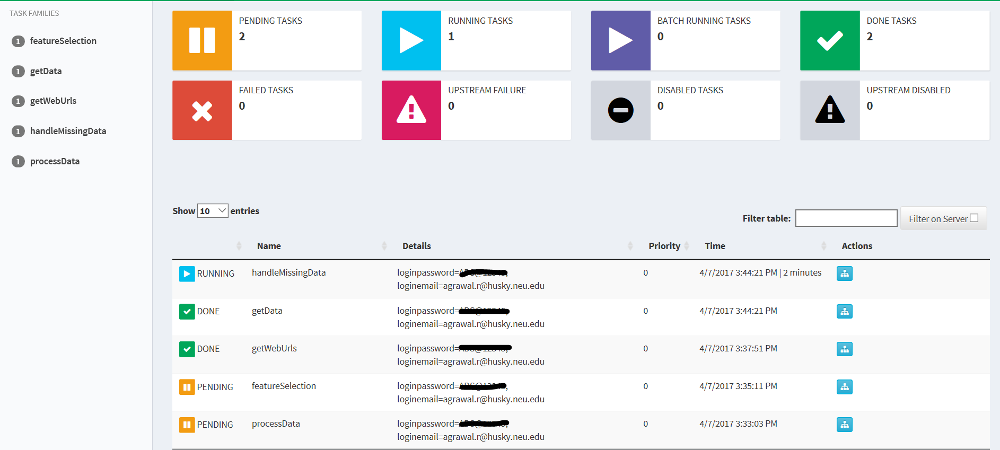 TASK FAMILIES
1 featureSelection
1 getData
1 getWebUrls
1 handleMissingData
1 processData
PENDING TASKS
2
RUNNING TASKS
1
BATCH RUNNING TASKS
0
DONE TASKS
2
FAILED TASKS
0
UPSTREAM FAILURE
0
DISABLED TASKS
0
UPSTREAM DISABLED
0
Show 10 entries
Filter table: Filter on Server
Name Details Priority Time Actions
RUNNING handleMissingData loginpassword= 0 4/7/2017 3:44:21 PM | 2 minutes
loginemail=agrawal.r@husky.neu.edu
DONE getData loginpassword= 0 4/7/2017 3:44:21 PM
loginemail=agrawal.r@husky.neu.edu
DONE getWebUrls loginpassword= 0 4/7/2017 3:37:51 PM
loginemail=agrawal.r@husky.neu.edu
PENDING featureSelection loginpassword= 0 4/7/2017 3:35:11 PM
loginemail=agrawal.r@husky.neu.edu
PENDING processData loginpassword= 0 4/7/2017 3:33:03 PM
loginemail=agrawal.r@husky.neu.edu